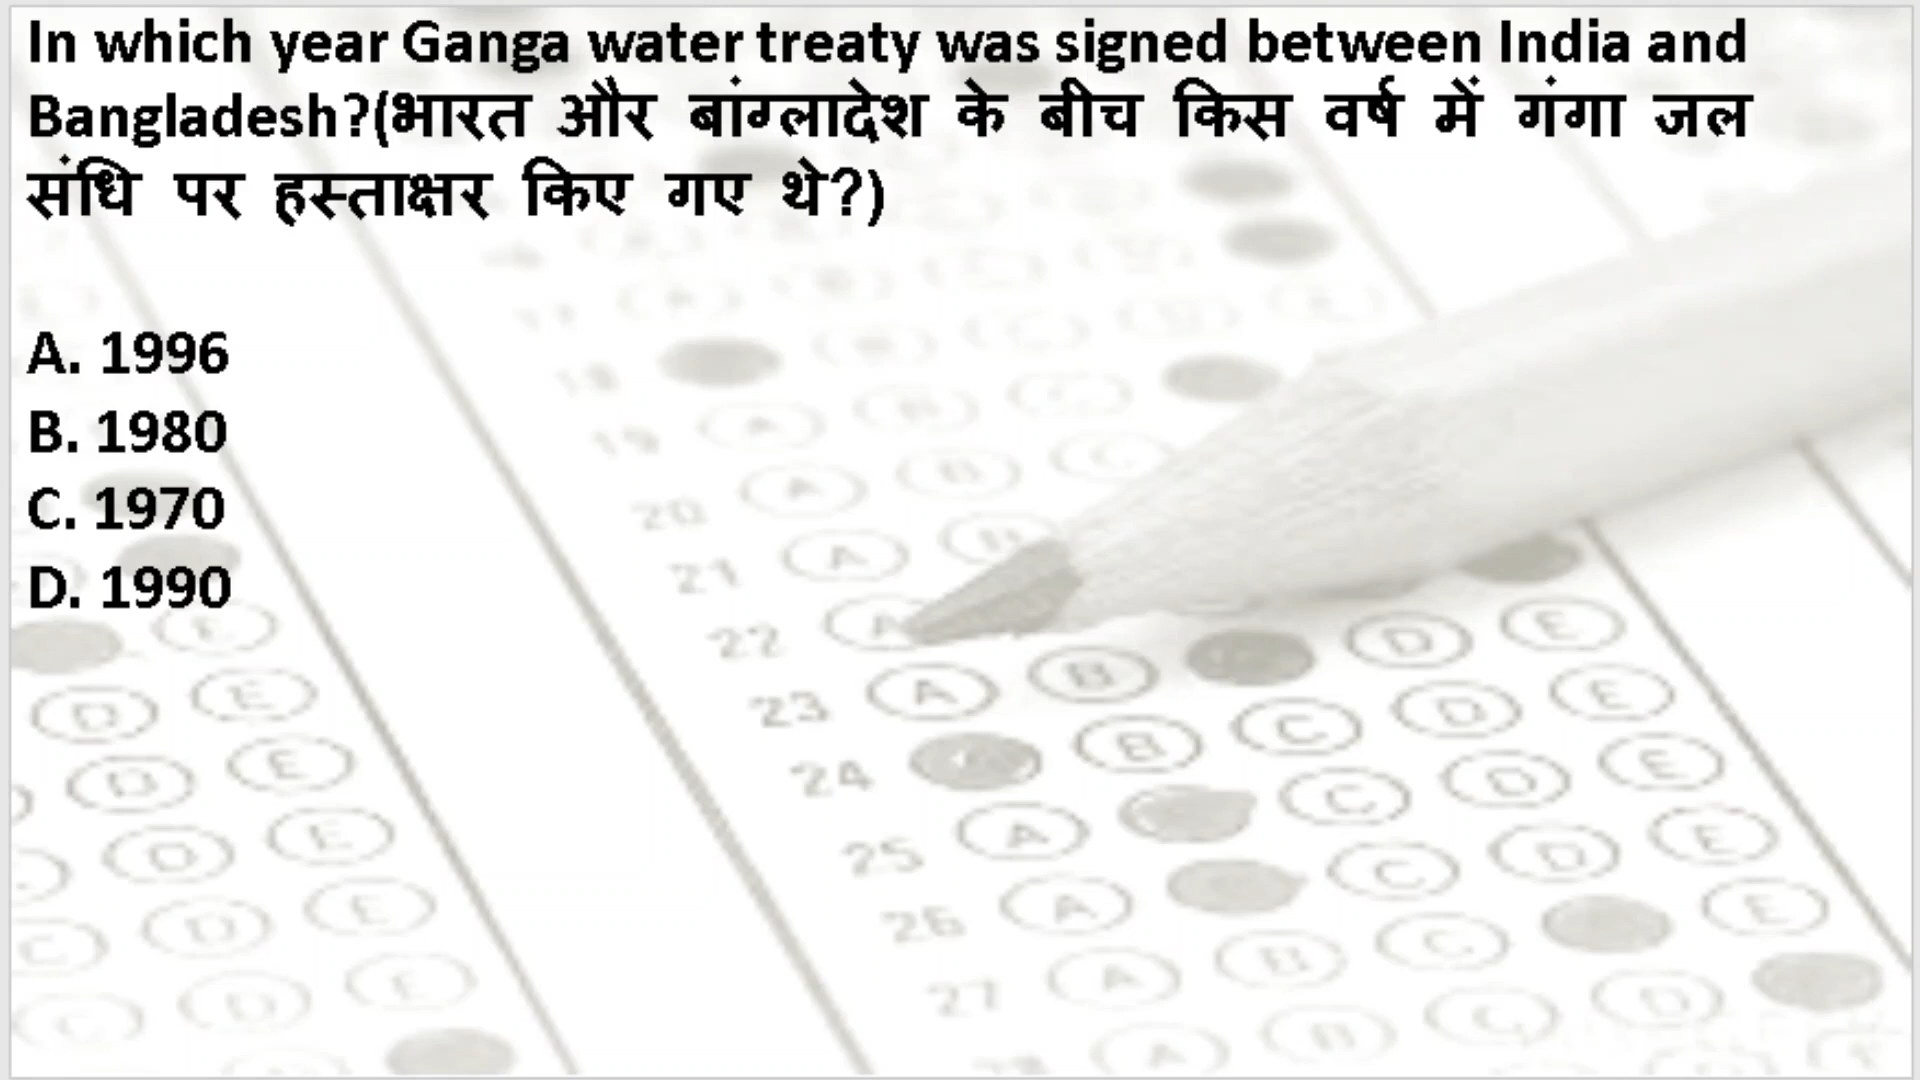 In which year Ganga water treaty was signed between India and
Bangladesh?(भारत और बांग्लादेश के बीच किस वर्ष में गंगा जल
संधि पर हस्ताक्षर किए गए थे?)
A. 1996
B. 1980
C. 1970
D. 1990